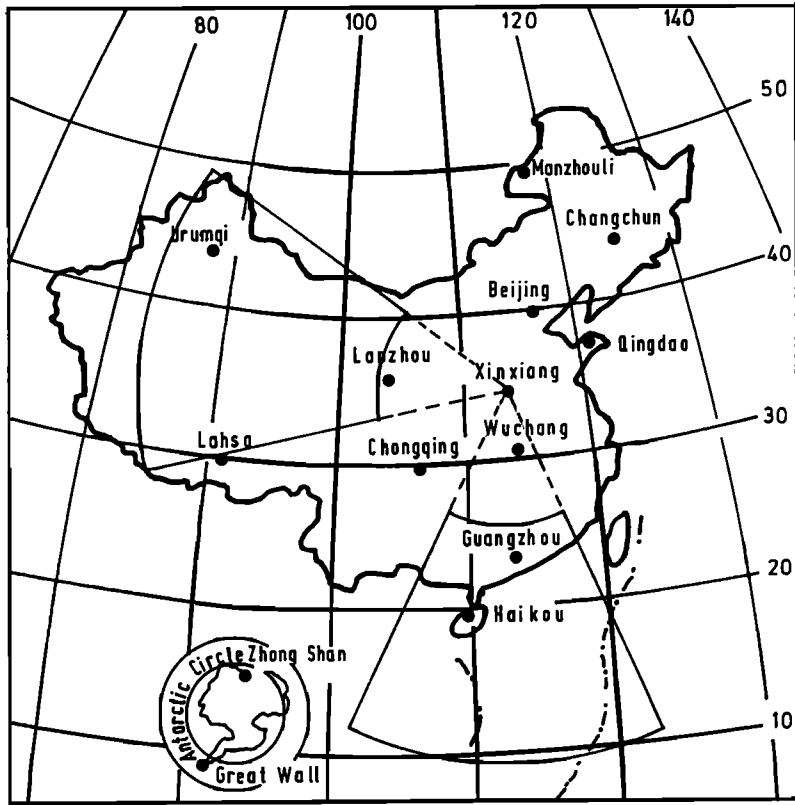 80
100
120
140
50
Manzhouli
Changchun
Urumqi
40
Beijing
Qingdao
Lanzhou
Xinxiang
30
Wuchang
Lahsa
Chongqing
Guangzhou
20
Haikou
Antarctic Circle
Zhong Shan
10
Great Wall